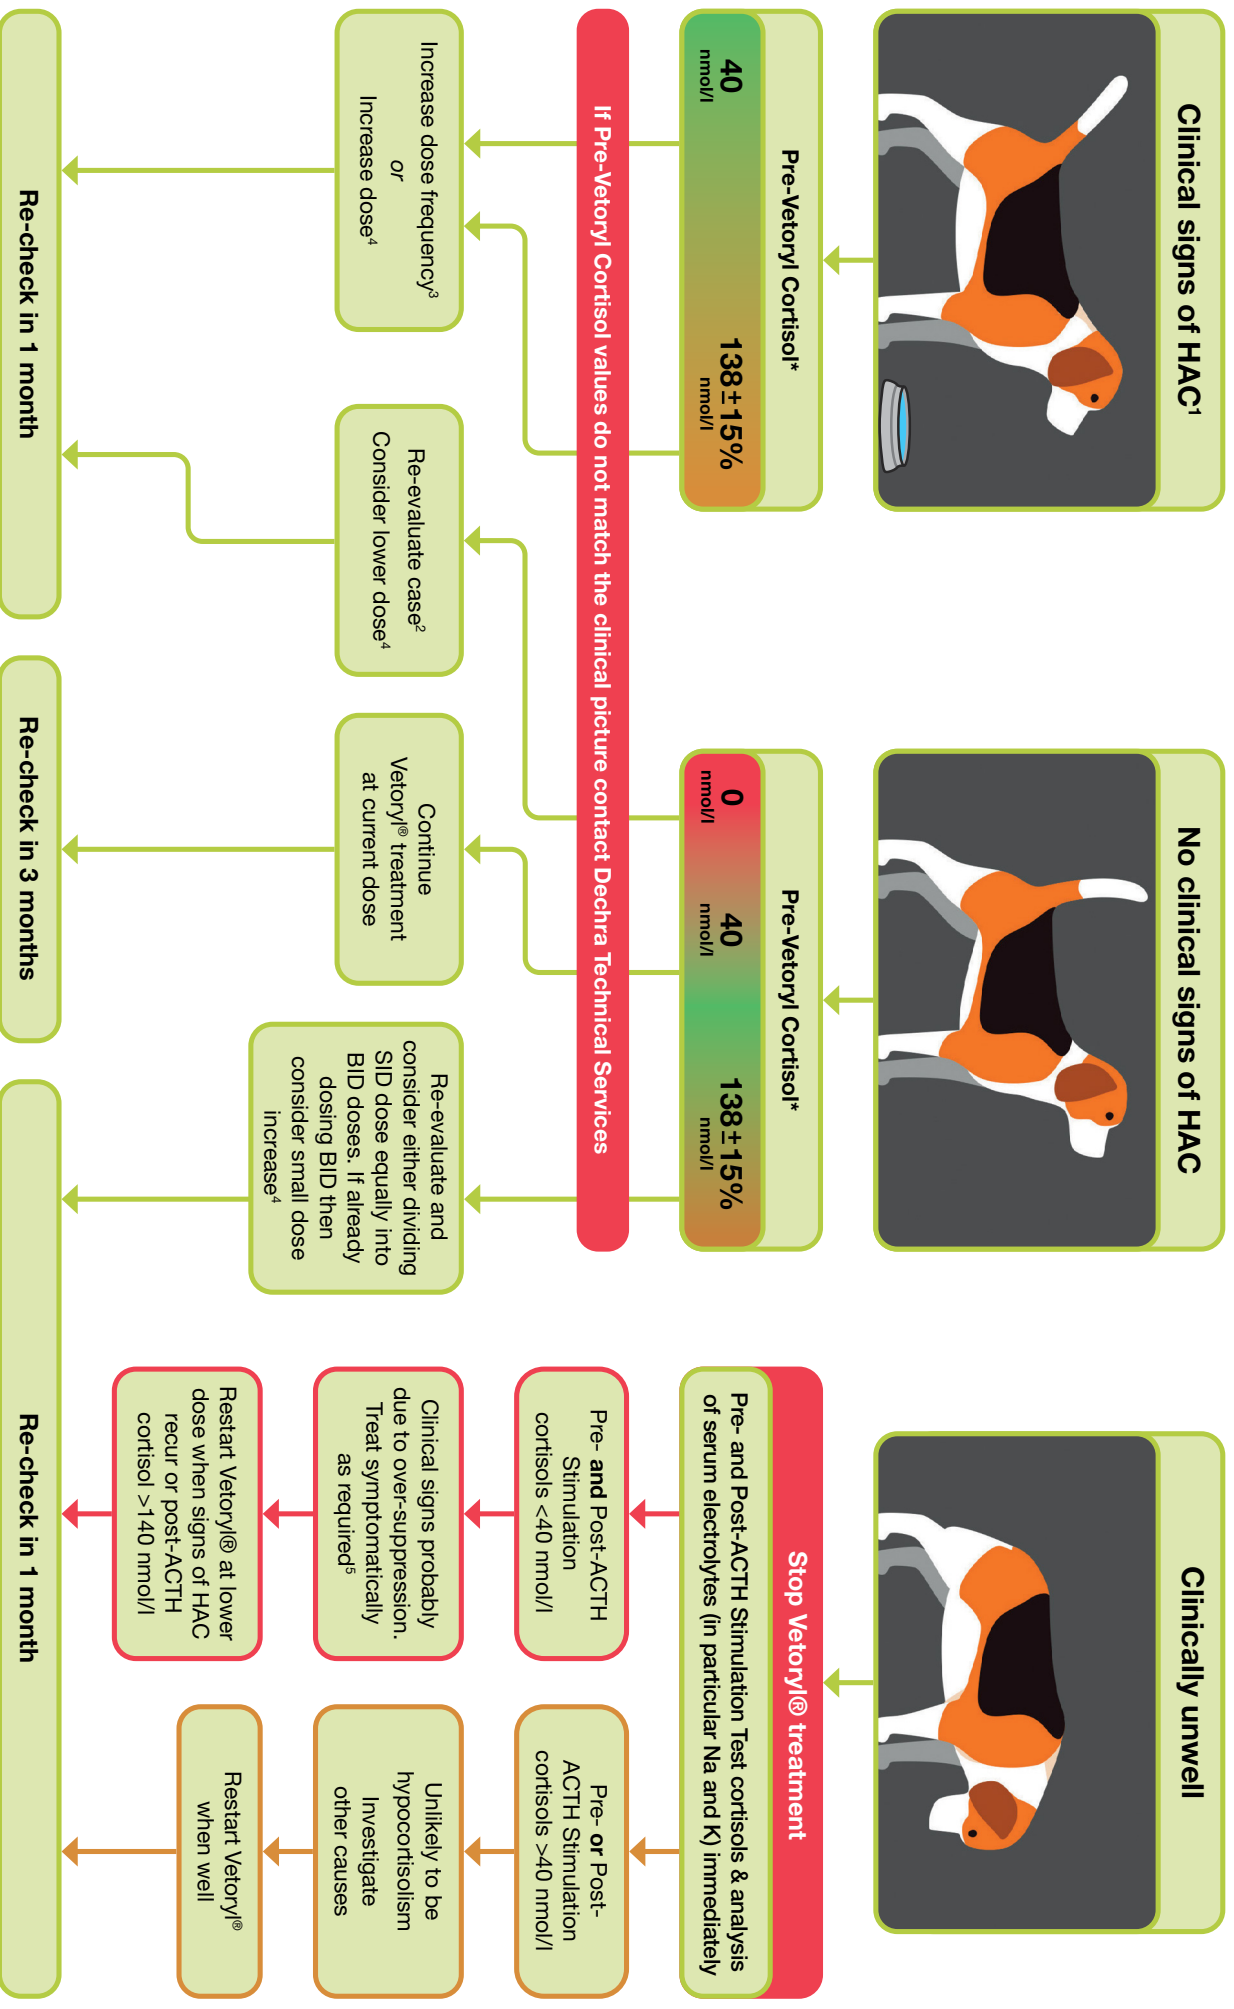 Clinical signs of HAC¹
Pre-Vetoryl Cortisol*
40
nmol/l
138±15%
nmol/l
No clinical signs of HAC
Pre-Vetoryl Cortisol*
0
nmol/l
40
nmol/l
138±15%
nmol/l
If Pre-Vetoryl Cortisol values do not match the clinical picture contact Dechra Technical Services
Increase dose frequency³
or
Increase dose⁴
Re-evaluate case²
Consider lower dose⁴
Continue
Vetoryl® treatment
at current dose
Re-evaluate and
consider either dividing
SID dose equally into
BID doses. If already
dosing BID then
consider small dose
increase⁴
Clinically unwell
Stop Vetoryl® treatment
Pre- and Post-ACTH Stimulation Test cortisols & analysis
of serum electrolytes (in particular Na and K) immediately
Pre- and Post-ACTH
Stimulation
cortisols <40 nmol/l
Clinical signs probably
due to over-suppression.
Treat symptomatically
as required⁵
Restart Vetoryl® at lower
dose when signs of HAC
recur or post-ACTH
cortisol >140 nmol/l
Pre- or Post-
ACTH Stimulation
cortisols >40 nmol/l
Unlikely to be
hypocortisolism
Investigate
other causes
Restart Vetoryl®
when well
Re-check in 1 month
Re-check in 3 months
Re-check in 1 month